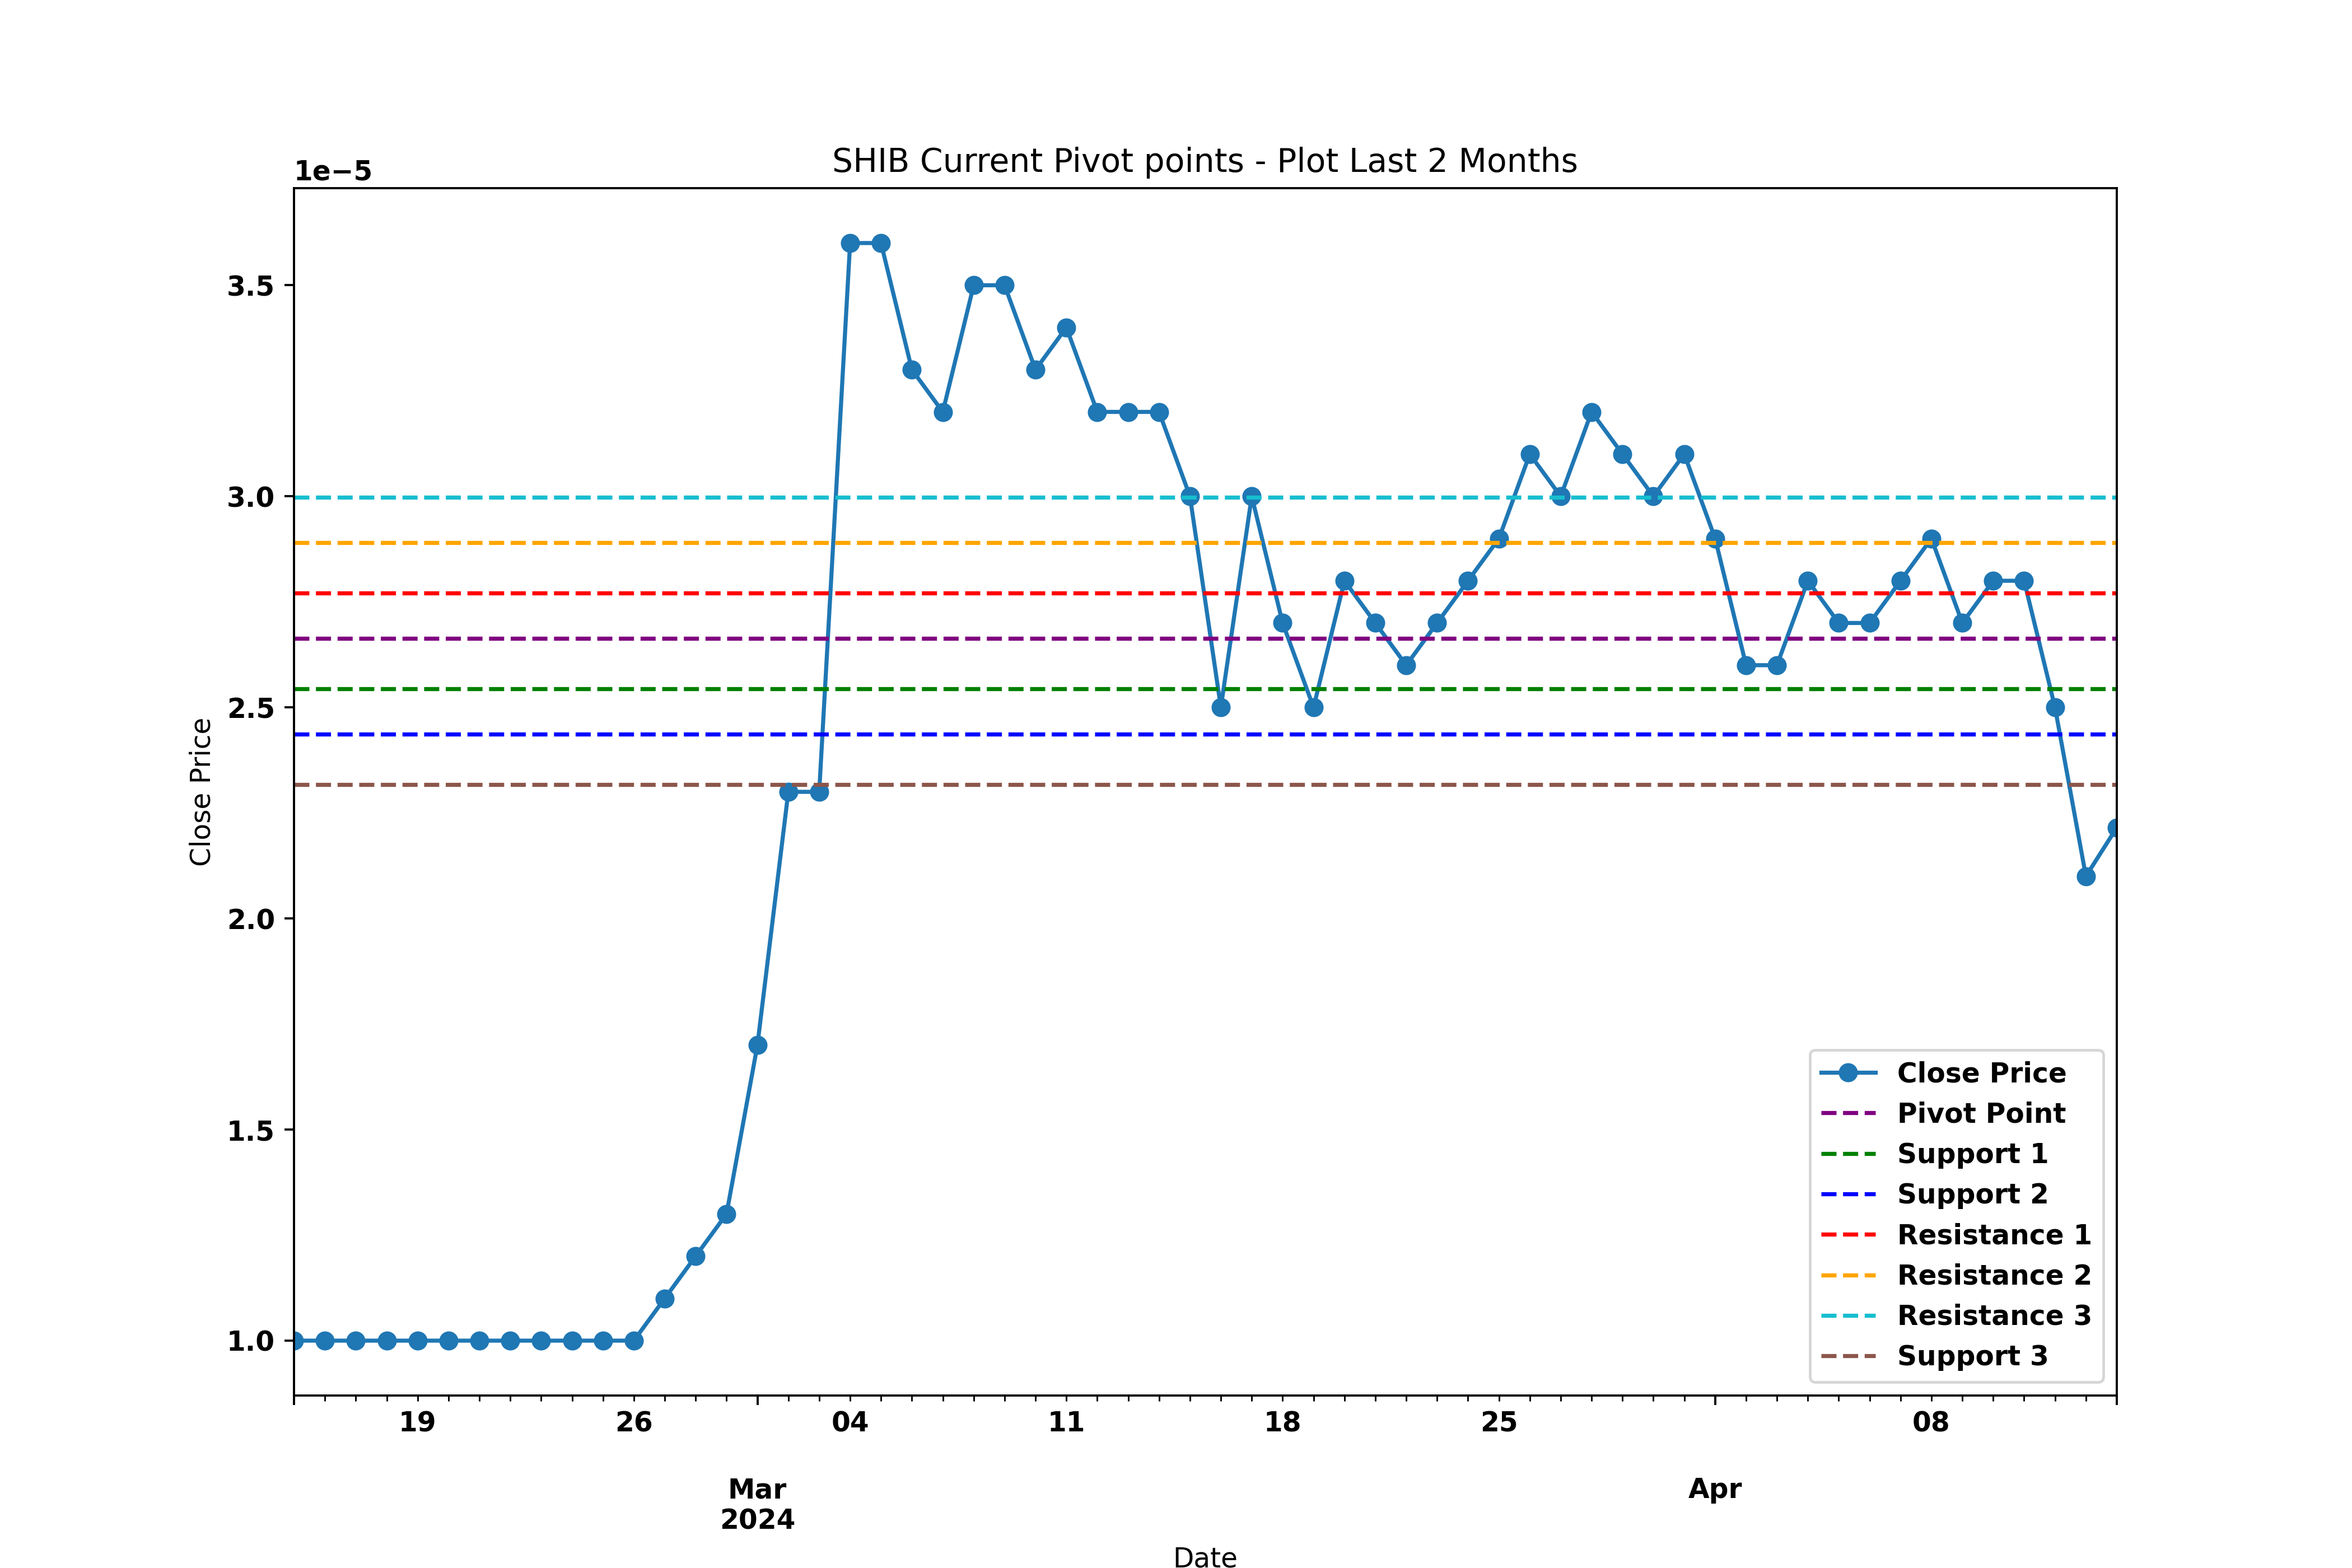 SHIB Current Pivot points - Plot Last 2 Months
1e−5
3.5
3.0
2.5
2.0
1.5
1.0
Close Price
Close Price
Pivot Point
Support 1
Support 2
Resistance 1
Resistance 2
Resistance 3
Support 3
19 26 04 11 18 25 08
Mar Apr
2024
Date